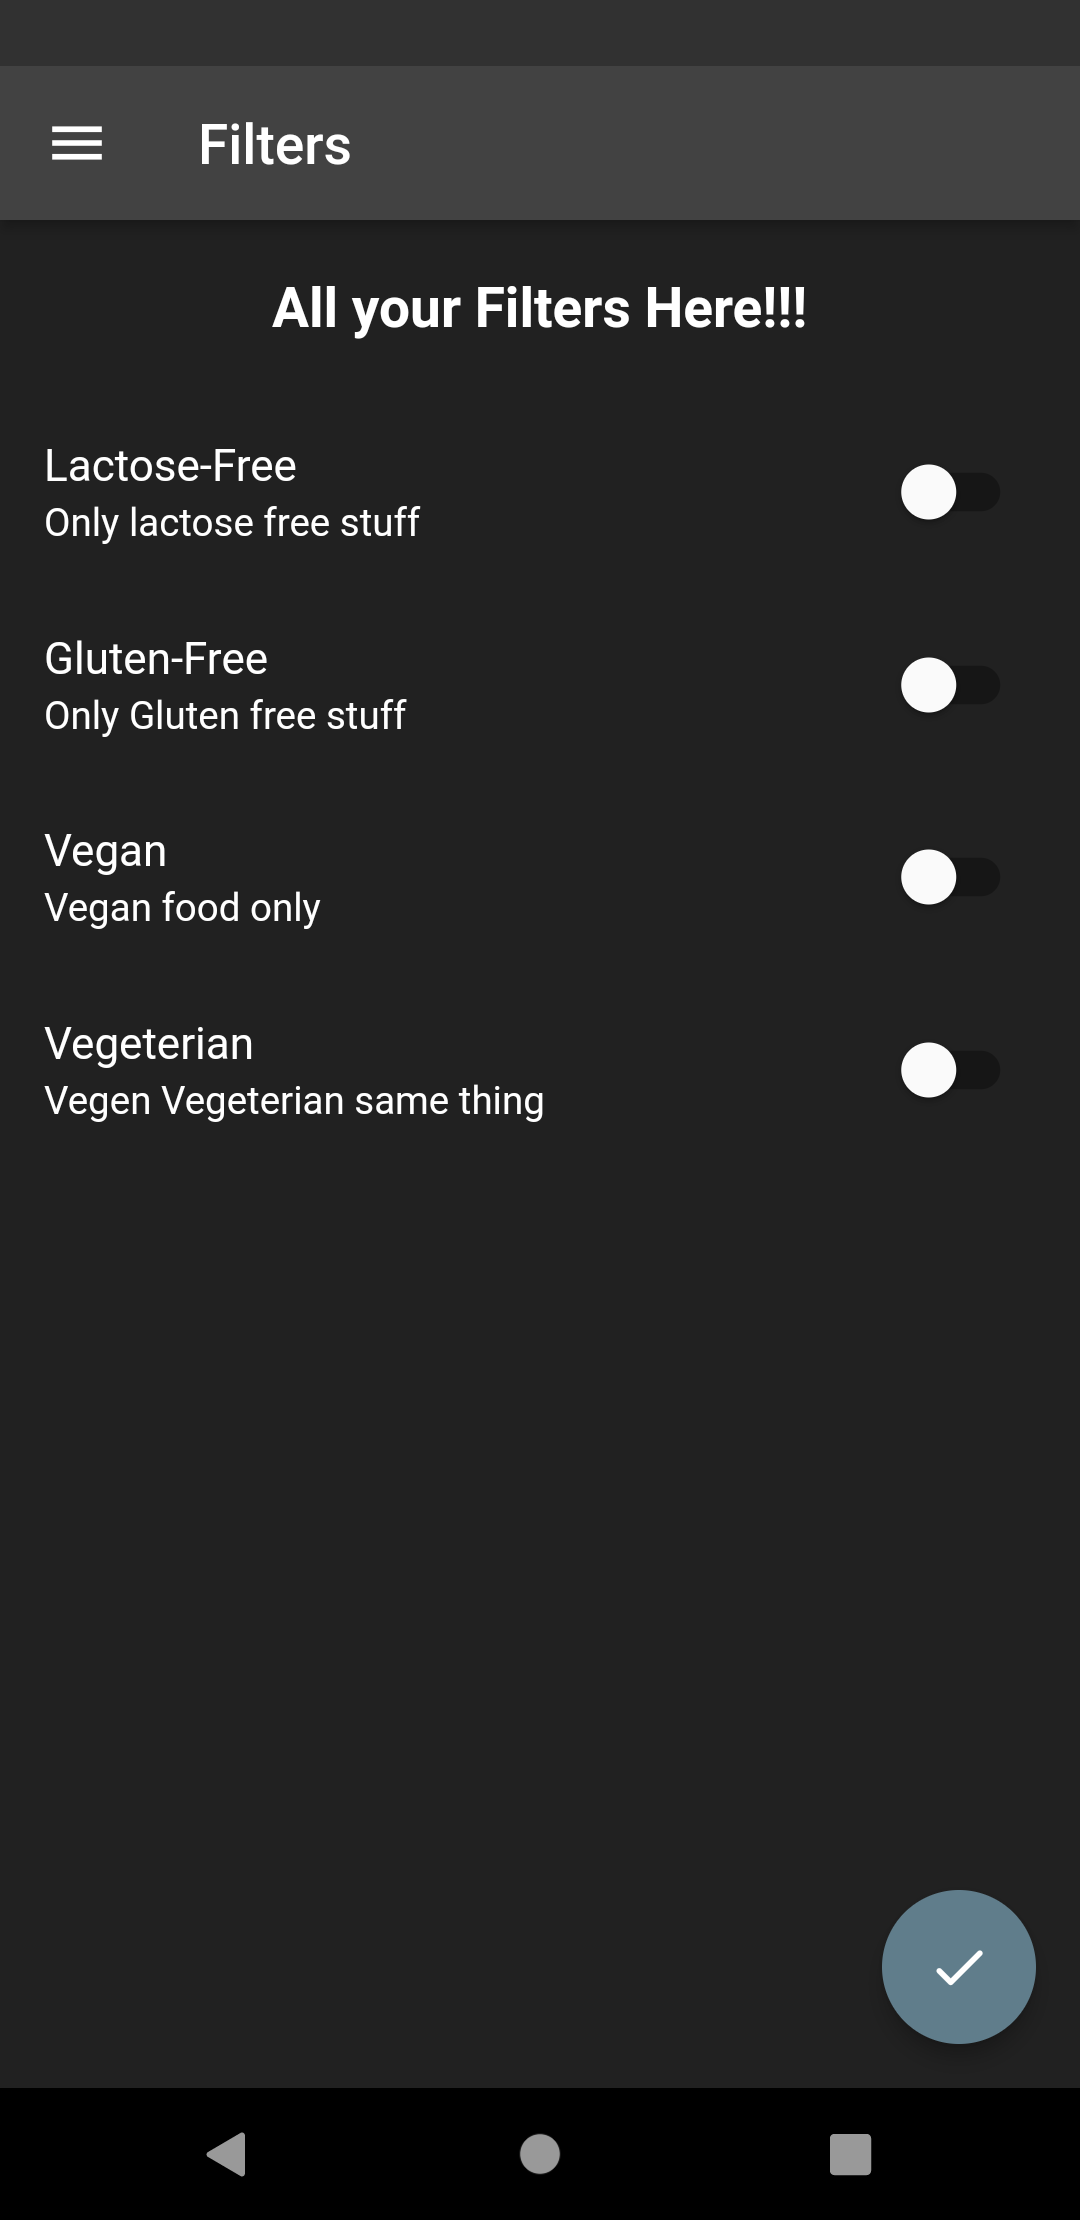 Filters
All your Filters Here!!!
Lactose-Free
Only lactose free stuff
Gluten-Free
Only Gluten free stuff
Vegan
Vegan food only
Vegeterian
Vegen Vegeterian same thing